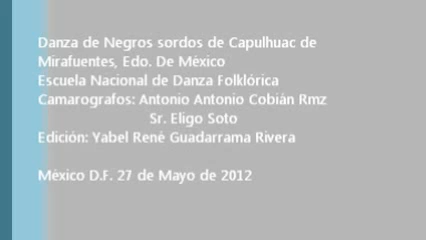 Danza de Negros sordos de Capulhuac de
Mirafuentes, Edo. De México
Escuela Nacional de Danza Folklórica
Camarografos: Antonio Antonio Cobián Rmz
Sr. Eligo Soto
Edición: Yabel René Guadarrama Rivera
México D.F. 27 de Mayo de 2012